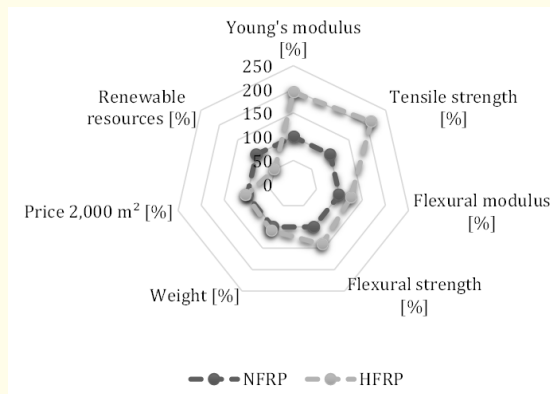 Young's modulus
[%]
250
200
150
100
50
0
Tensile strength
[%]
Flexural modulus
[%]
Flexural strength
[%]
Weight [%]
Price 2,000 m² [%]
Renewable
resources [%]
NFRP
HFRP